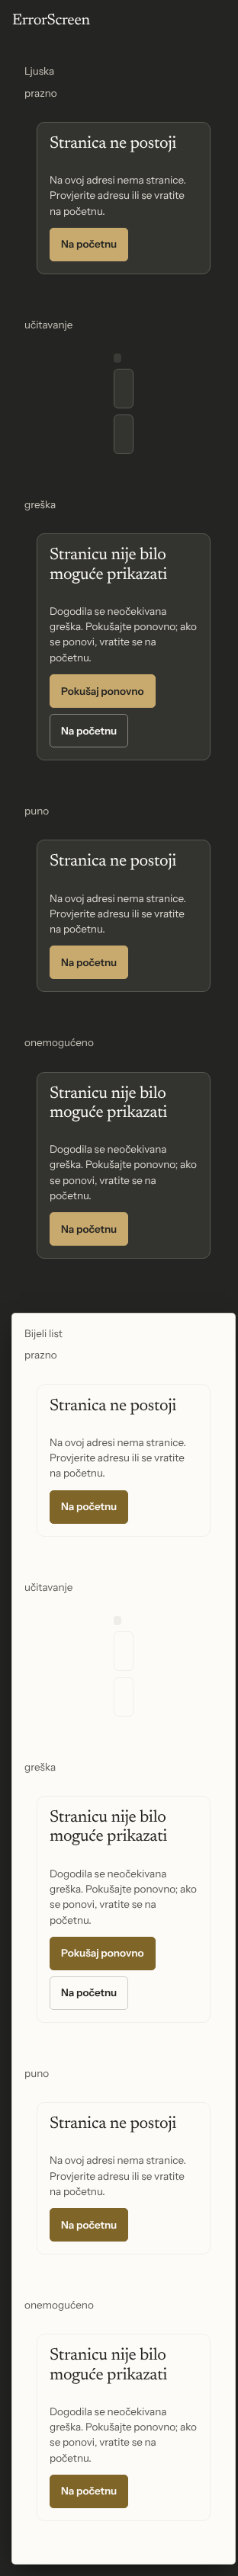 ErrorScreen
Ljuska
prazno
Stranica ne postoji
Na ovoj adresi nema stranice.
Provjerite adresu ili se vratite
na početnu.
Na početnu
učitavanje
greška
Stranicu nije bilo
moguće prikazati
Dogodila se neočekivana
greška. Pokušajte ponovno; ako
se ponovi, vratite se na
početnu.
Pokušaj ponovno
Na početnu
puno
Stranica ne postoji
Na ovoj adresi nema stranice.
Provjerite adresu ili se vratite
na početnu.
Na početnu
onemogućeno
Stranicu nije bilo
moguće prikazati
Dogodila se neočekivana
greška. Pokušajte ponovno; ako
se ponovi, vratite se na
početnu.
Na početnu
Bijeli list
prazno
Stranica ne postoji
Na ovoj adresi nema stranice.
Provjerite adresu ili se vratite
na početnu.
Na početnu
učitavanje
greška
Stranicu nije bilo
moguće prikazati
Dogodila se neočekivana
greška. Pokušajte ponovno; ako
se ponovi, vratite se na
početnu.
Pokušaj ponovno
Na početnu
puno
Stranica ne postoji
Na ovoj adresi nema stranice.
Provjerite adresu ili se vratite
na početnu.
Na početnu
onemogućeno
Stranicu nije bilo
moguće prikazati
Dogodila se neočekivana
greška. Pokušajte ponovno; ako
se ponovi, vratite se na
početnu.
Na početnu